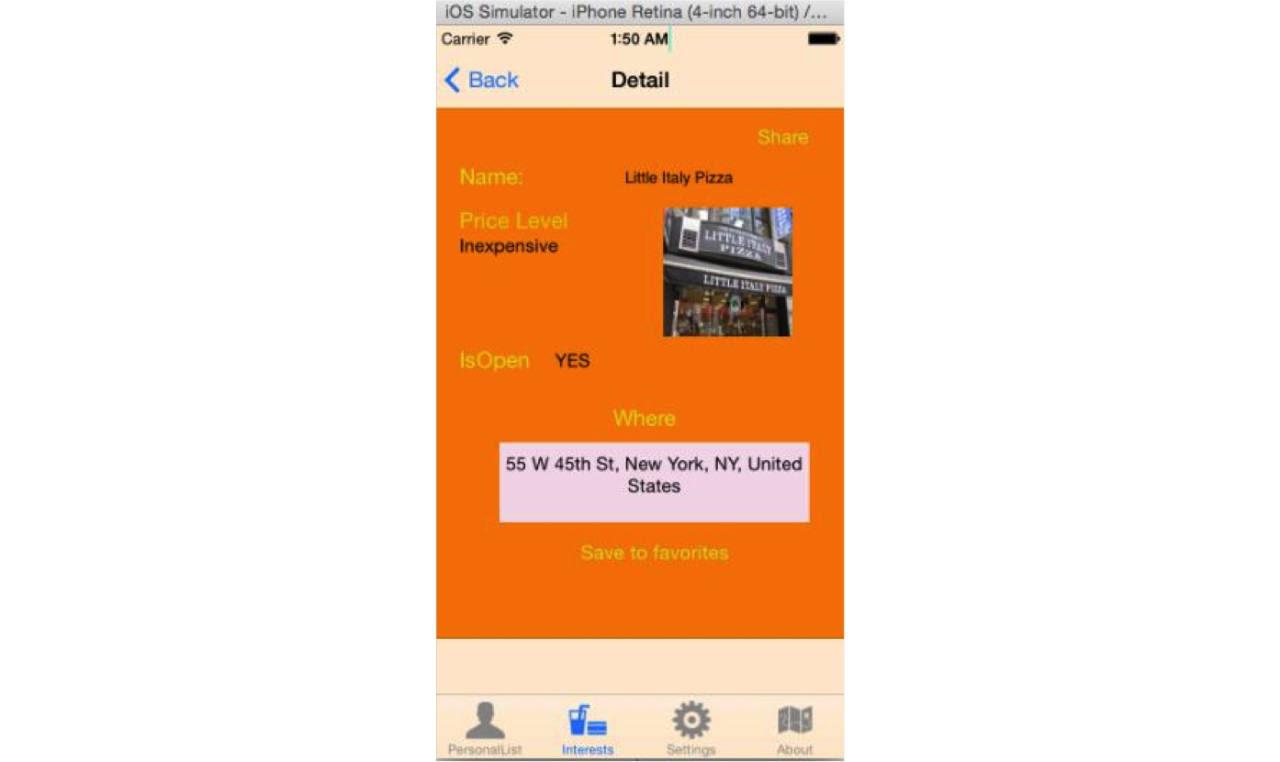 iOS Simulator - iPhone Retina (4-inch 64-bit) /...
Carrier 1:50 AM
Back Detail
Share
Name: Little Italy Pizza
Price Level
Inexpensive
LITTLE ITALY
PIZZA
LITTLE ITALY PIZZA
IsOpen YES
Where
55 W 45th St, New York, NY, United
States
Save to favorites
PersonalList Interests Settings About